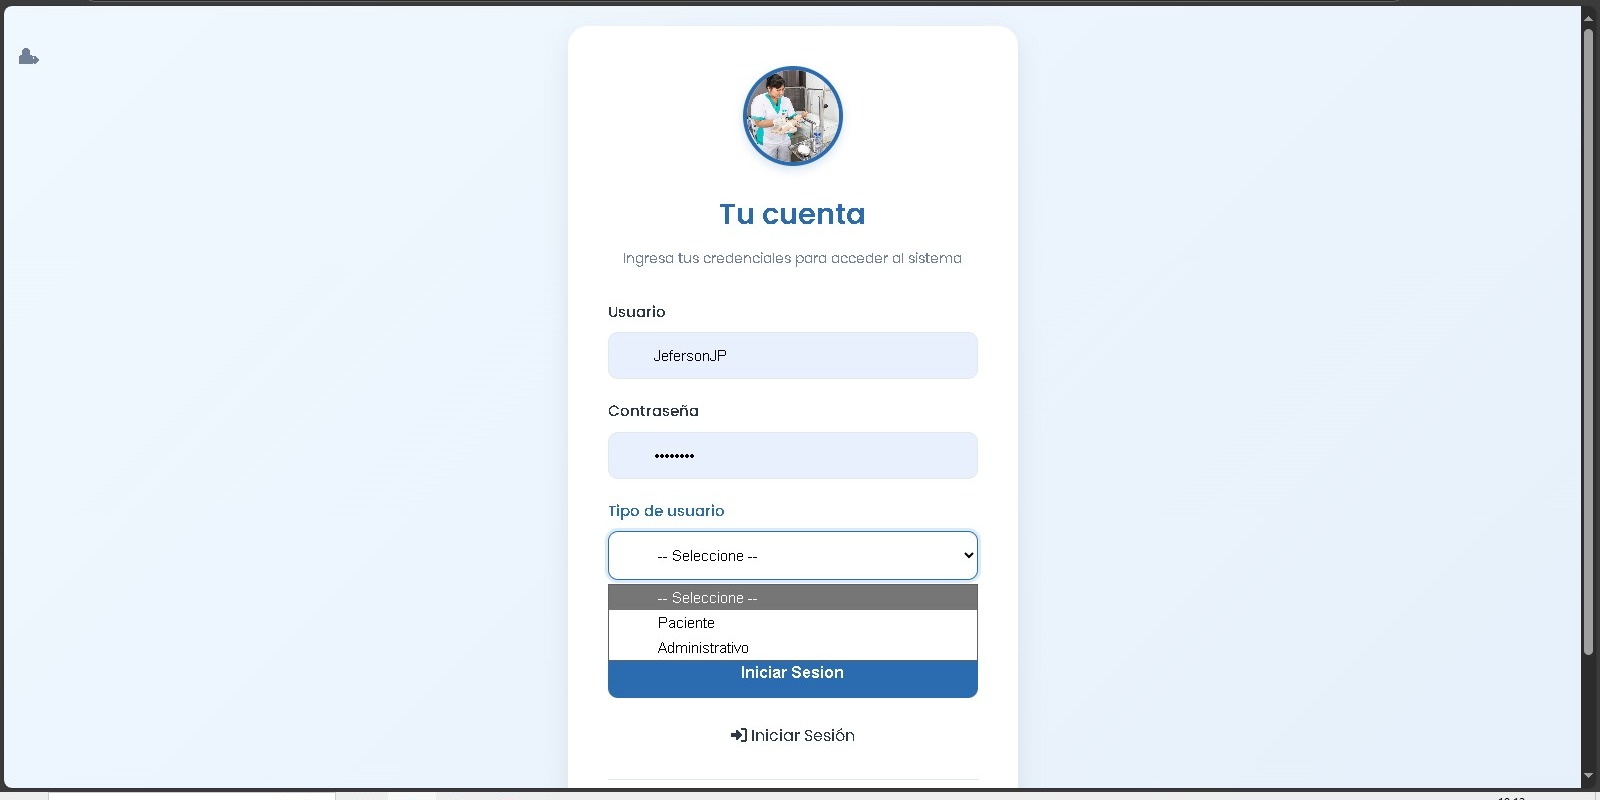 Tu cuenta
Ingresa tus credenciales para acceder al sistema
Usuario
JefersonJP
Contraseña
••••••••
Tipo de usuario
-- Seleccione --
-- Seleccione --
Paciente
Administrativo
Iniciar Sesion
Iniciar Sesión